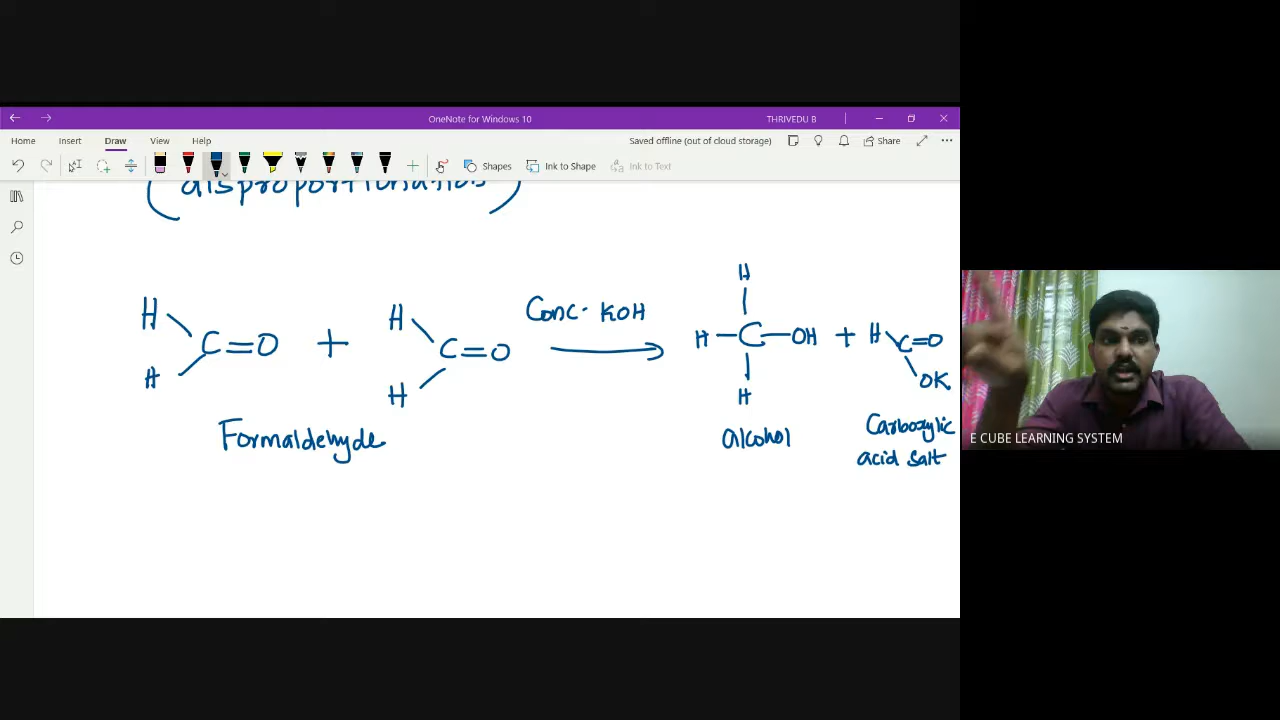 OneNote for Windows 10
THRIVEDU B
Home Insert Draw View Help
Saved offline (out of cloud storage)
Share
Shapes
Ink to Shape
Ink to Text
(disproportionation)
H
H C=O + H
H C=O Conc. KOH
H
H C OH + H C=O
H OK
Formaldehyde
alcohol
Carboxylic
acid salt
E CUBE LEARNING SYSTEM